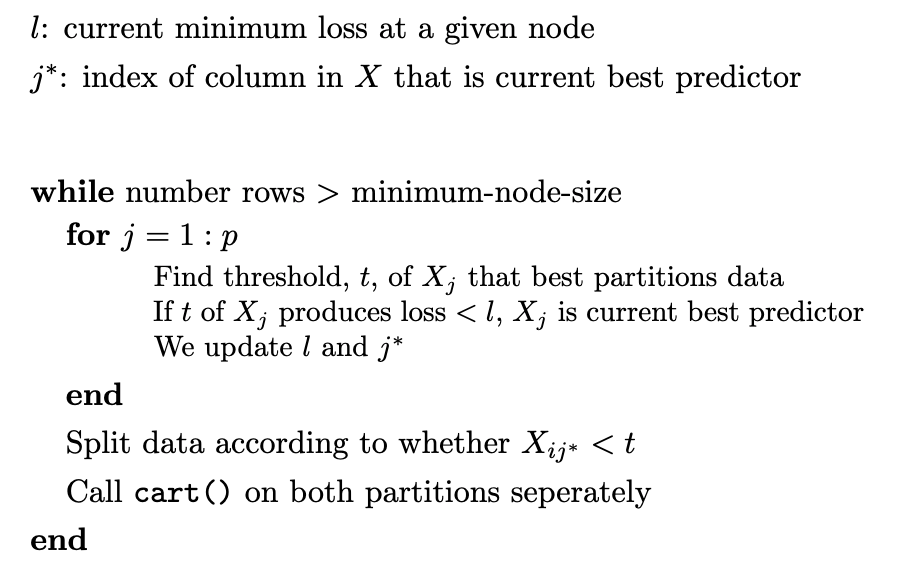 l: current minimum loss at a given node
j*: index of column in X that is current best predictor
while number rows > minimum-node-size
for j = 1 : p
Find threshold, t, of X_j that best partitions data
If t of X_j produces loss < l, X_j is current best predictor
We update l and j*
end
Split data according to whether X_{ij*} < t
Call cart() on both partitions seperately
end